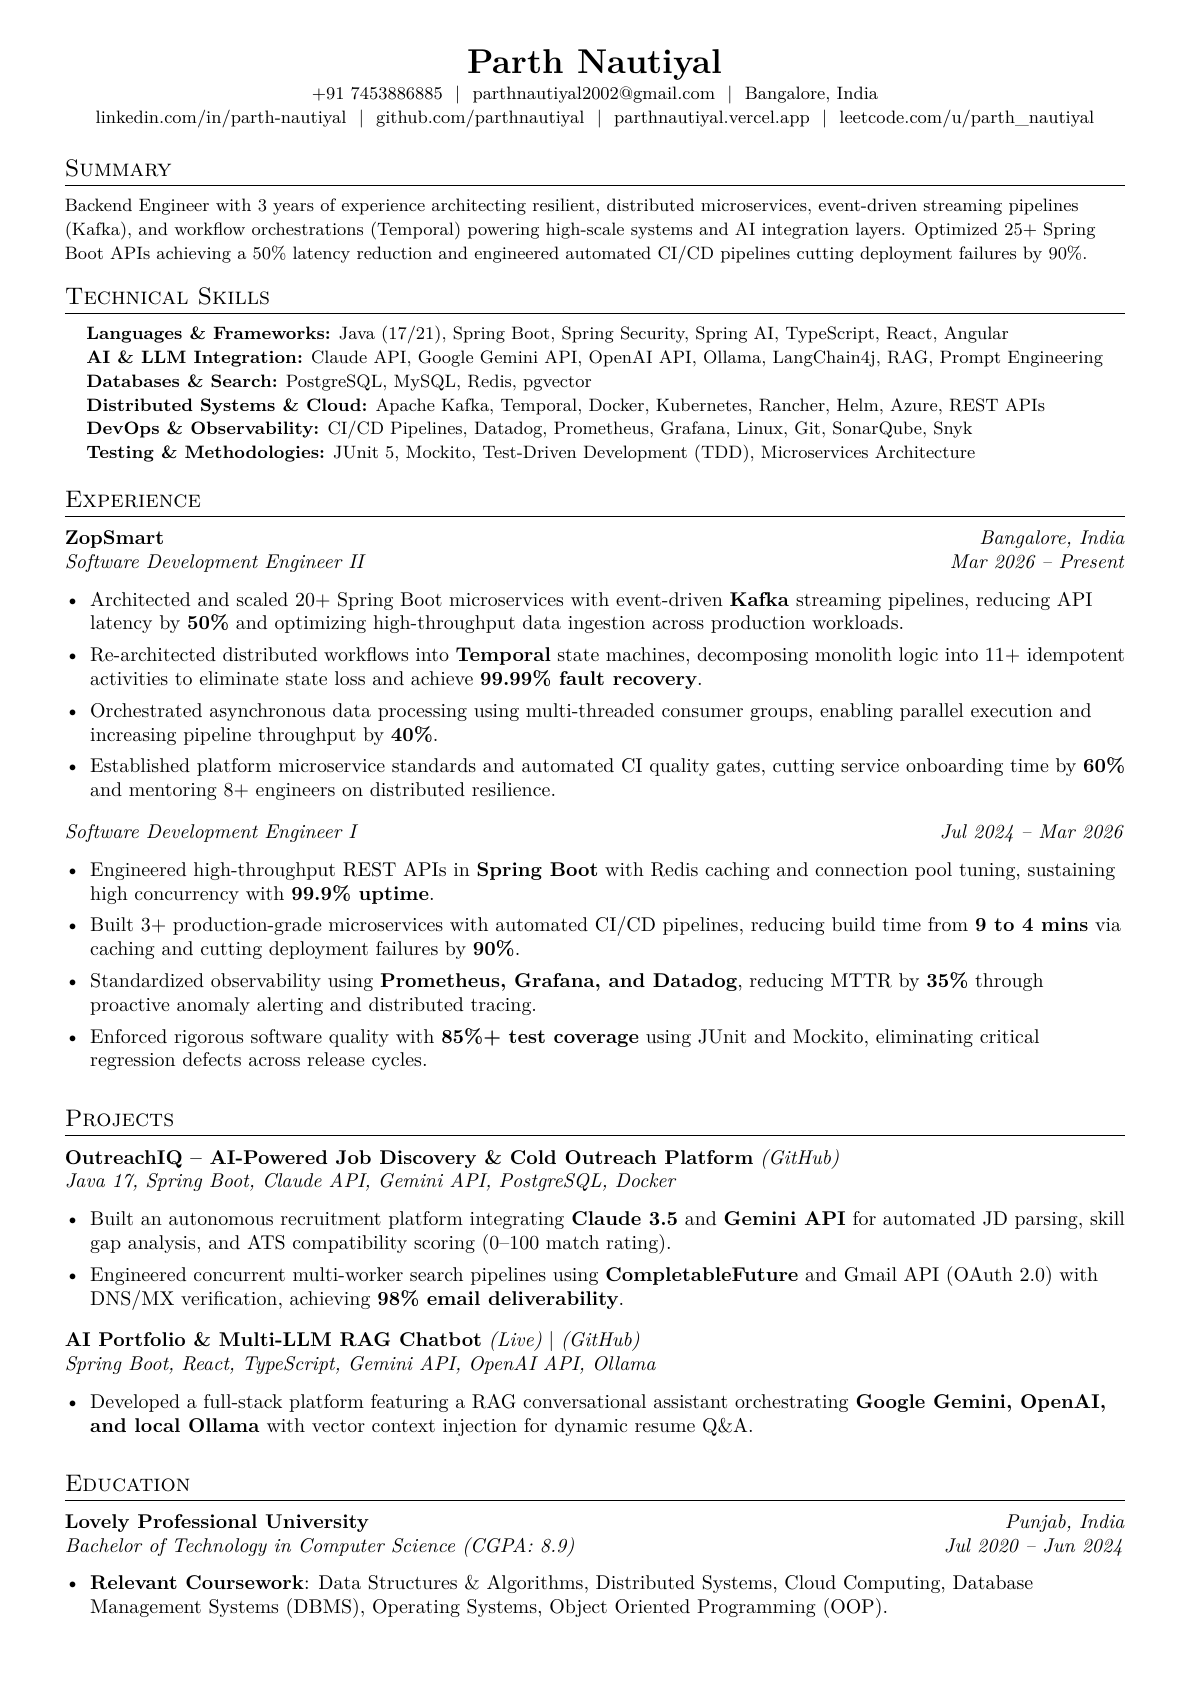 Parth Nautiyal
+91 7453886885 | parthnautiyal2002@gmail.com | Bangalore, India
linkedin.com/in/parth-nautiyal | github.com/parthnautiyal | parthnautiyal.vercel.app | leetcode.com/u/parth_nautiyal
Summary
Backend Engineer with 3 years of experience architecting resilient, distributed microservices, event-driven streaming pipelines
(Kafka), and workflow orchestrations (Temporal) powering high-scale systems and AI integration layers. Optimized 25+ Spring
Boot APIs achieving a 50% latency reduction and engineered automated CI/CD pipelines cutting deployment failures by 90%.
Technical Skills
Languages & Frameworks: Java (17/21), Spring Boot, Spring Security, Spring AI, TypeScript, React, Angular
AI & LLM Integration: Claude API, Google Gemini API, OpenAI API, Ollama, LangChain4j, RAG, Prompt Engineering
Databases & Search: PostgreSQL, MySQL, Redis, pgvector
Distributed Systems & Cloud: Apache Kafka, Temporal, Docker, Kubernetes, Rancher, Helm, Azure, REST APIs
DevOps & Observability: CI/CD Pipelines, Datadog, Prometheus, Grafana, Linux, Git, SonarQube, Snyk
Testing & Methodologies: JUnit 5, Mockito, Test-Driven Development (TDD), Microservices Architecture
Experience
ZopSmart Bangalore, India
Software Development Engineer II Mar 2026 – Present
• Architected and scaled 20+ Spring Boot microservices with event-driven Kafka streaming pipelines, reducing API
latency by 50% and optimizing high-throughput data ingestion across production workloads.
• Re-architected distributed workflows into Temporal state machines, decomposing monolith logic into 11+ idempotent
activities to eliminate state loss and achieve 99.99% fault recovery.
• Orchestrated asynchronous data processing using multi-threaded consumer groups, enabling parallel execution and
increasing pipeline throughput by 40%.
• Established platform microservice standards and automated CI quality gates, cutting service onboarding time by 60%
and mentoring 8+ engineers on distributed resilience.
Software Development Engineer I Jul 2024 – Mar 2026
• Engineered high-throughput REST APIs in Spring Boot with Redis caching and connection pool tuning, sustaining
high concurrency with 99.9% uptime.
• Built 3+ production-grade microservices with automated CI/CD pipelines, reducing build time from 9 to 4 mins via
caching and cutting deployment failures by 90%.
• Standardized observability using Prometheus, Grafana, and Datadog, reducing MTTR by 35% through
proactive anomaly alerting and distributed tracing.
• Enforced rigorous software quality with 85%+ test coverage using JUnit and Mockito, eliminating critical
regression defects across release cycles.
Projects
OutreachIQ – AI-Powered Job Discovery & Cold Outreach Platform (GitHub)
Java 17, Spring Boot, Claude API, Gemini API, PostgreSQL, Docker
• Built an autonomous recruitment platform integrating Claude 3.5 and Gemini API for automated JD parsing, skill
gap analysis, and ATS compatibility scoring (0–100 match rating).
• Engineered concurrent multi-worker search pipelines using CompletableFuture and Gmail API (OAuth 2.0) with
DNS/MX verification, achieving 98% email deliverability.
AI Portfolio & Multi-LLM RAG Chatbot (Live) | (GitHub)
Spring Boot, React, TypeScript, Gemini API, OpenAI API, Ollama
• Developed a full-stack platform featuring a RAG conversational assistant orchestrating Google Gemini, OpenAI,
and local Ollama with vector context injection for dynamic resume Q&A.
Education
Lovely Professional University Punjab, India
Bachelor of Technology in Computer Science (CGPA: 8.9) Jul 2020 – Jun 2024
• Relevant Coursework: Data Structures & Algorithms, Distributed Systems, Cloud Computing, Database
Management Systems (DBMS), Operating Systems, Object Oriented Programming (OOP).